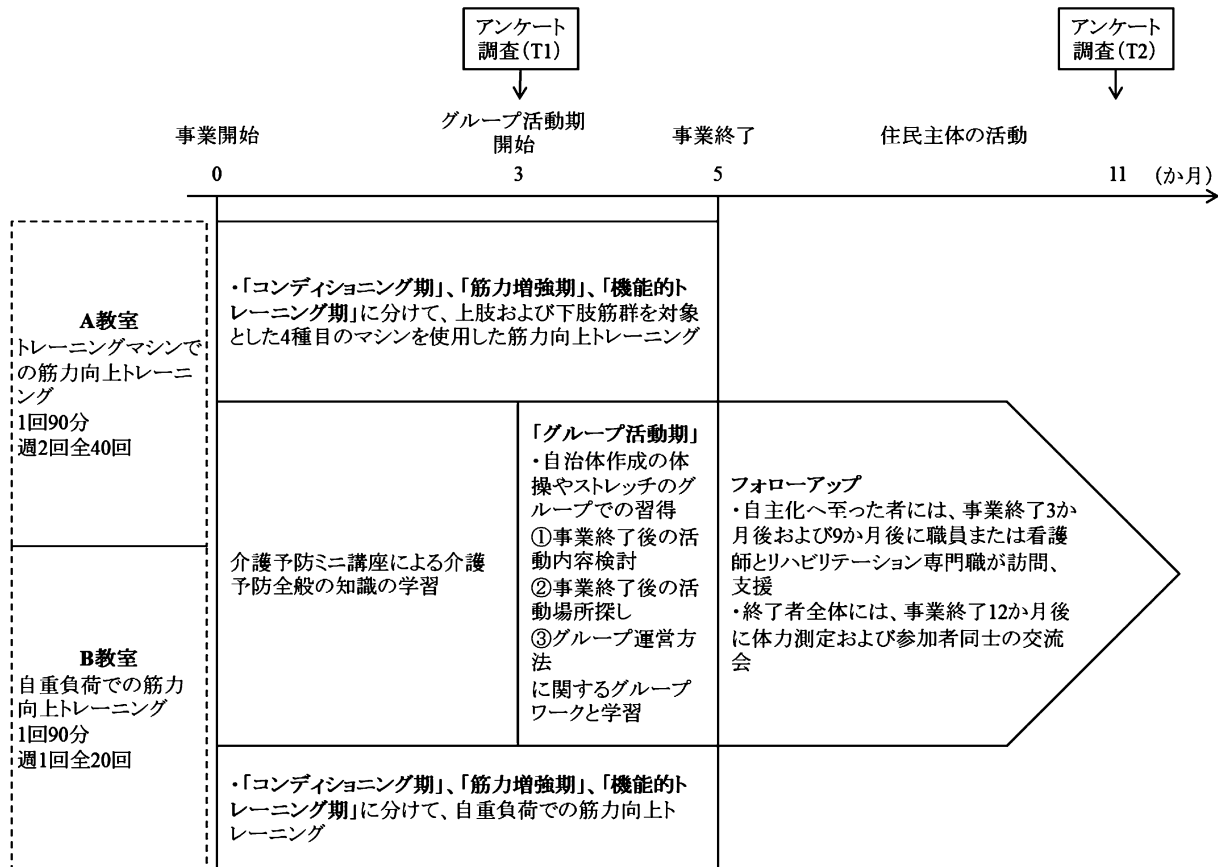 アンケート
調査(T1)
アンケート
調査(T2)
事業開始
グループ活動期
開始
事業終了
住民主体の活動
0
3
5
11
(か月)
A教室
トレーニングマシンで
の筋力向上トレーニ
ング
1回90分
週2回全40回
B教室
自重負荷での筋力
向上トレーニング
1回90分
週1回全20回
・「コンディショニング期」、「筋力増強期」、「機能的ト
レーニング期」に分けて、上肢および下肢筋群を対象
とした4種目のマシンを使用した筋力向上トレーニング
介護予防ミニ講座による介護
予防全般の知識の学習
「グループ活動期」
・自治体作成の体
操やストレッチのグ
ループでの習得
①事業終了後の活
動内容検討
②事業終了後の活
動場所探し
③グループ運営方
法
に関するグループ
ワークと学習
フォローアップ
・自主化へ至った者には、事業終了3か
月後および9か月後に職員または看護
師とリハビリテーション専門職が訪問、
支援
・終了者全体には、事業終了12か月後
に体力測定および参加者同士の交流
会
・「コンディショニング期」、「筋力増強期」、「機能的ト
レーニング期」に分けて、自重負荷での筋力向上ト
レーニング